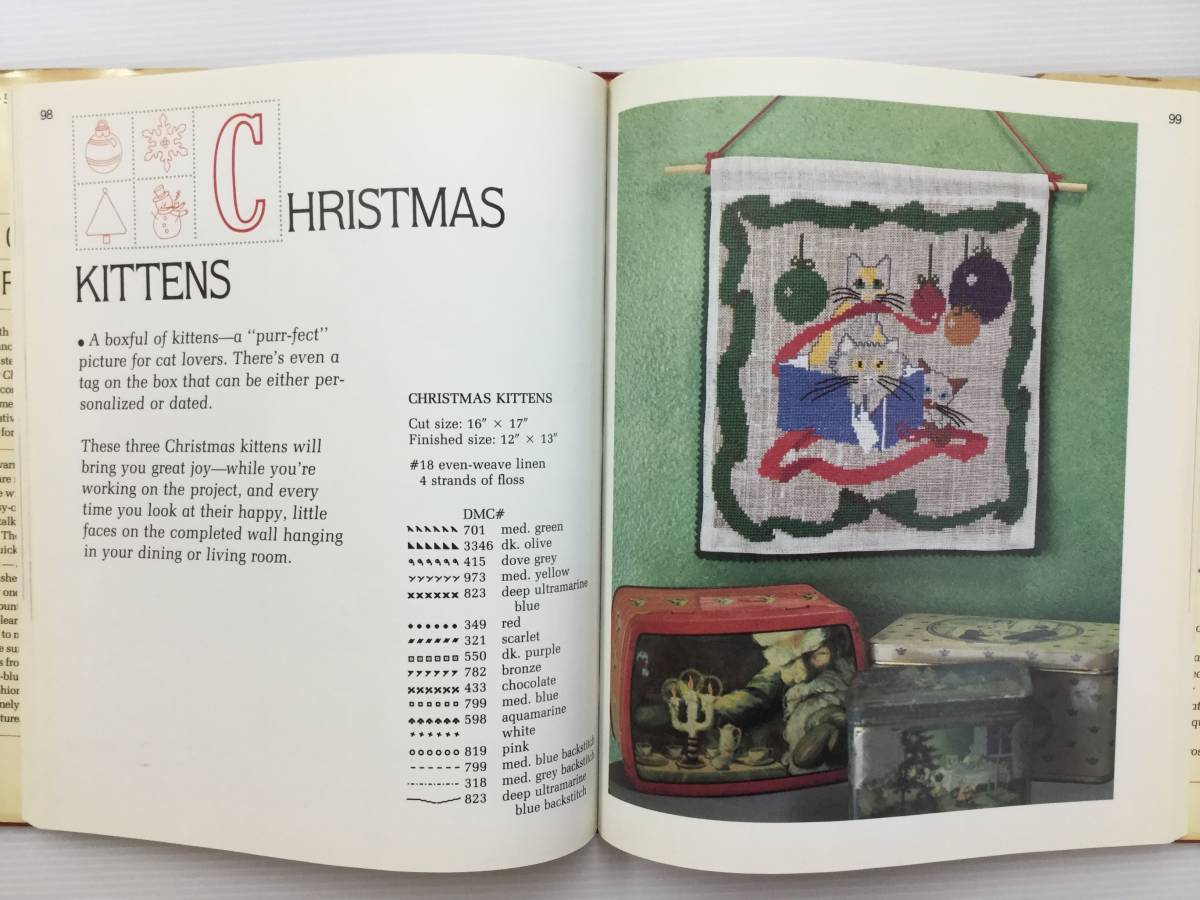 98
CHRISTMAS
KITTENS
• A boxful of kittens—a “purr-fect”
picture for cat lovers. There’s even a
tag on the box that can be either per-
sonalized or dated.
These three Christmas kittens will
bring you great joy—while you’re
working on the project, and every
time you look at their happy, little
faces on the completed wall hanging
in your dining or living room.
CHRISTMAS KITTENS
Cut size: 16″ × 17″
Finished size: 12″ × 13″
#18 even-weave linen
4 strands of floss
DMC#
701 med. green
3346 dk. olive
415 dove grey
973 med. yellow
823 deep ultramarine
blue
349 red
321 scarlet
550 dk. purple
782 bronze
433 chocolate
799 med. blue
598 aquamarine
white
819 pink
799 med. blue backstitch
318 med. grey backstitch
823 deep ultramarine
blue backstitch
99